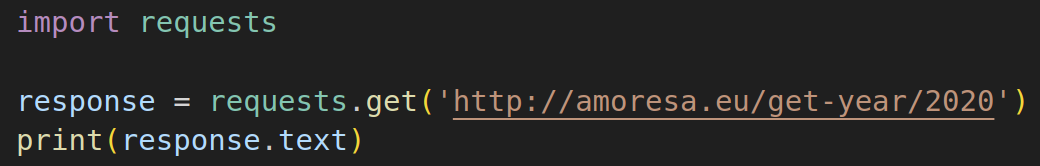 import requests
response = requests.get('http://amoresa.eu/get-year/2020')
print(response.text)